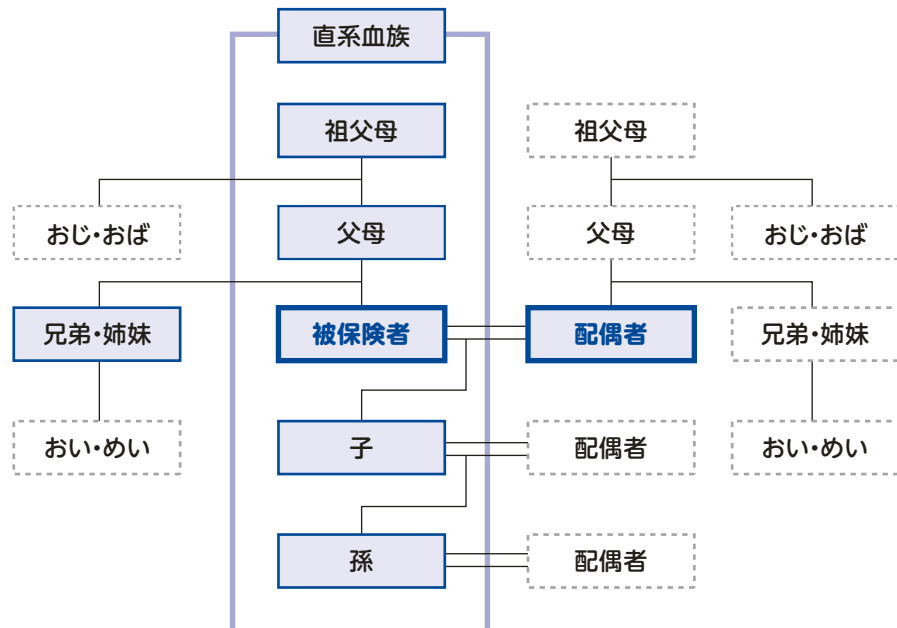 直系血族
祖父母
祖父母
おじ・おば
父母
父母
おじ・おば
兄弟・姉妹
被保険者
配偶者
兄弟・姉妹
おい・めい
子
配偶者
おい・めい
孫
配偶者